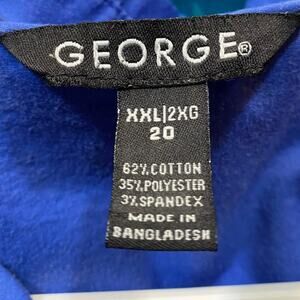 GEORGE®
XXL|2XG
20
62% COTTON
35% POLYESTER
3% SPANDEX
MADE IN
BANGLADESH